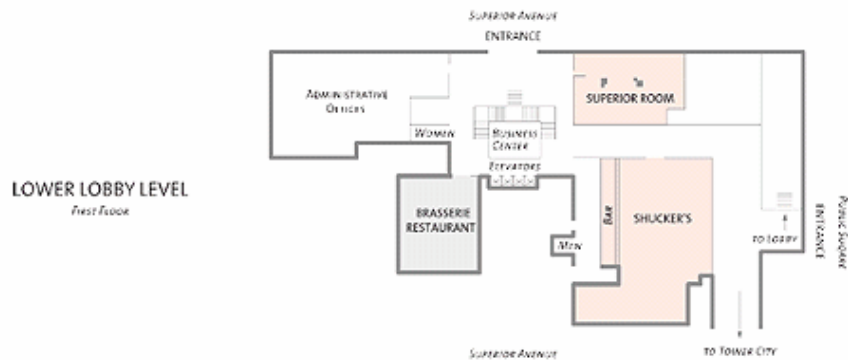 SUPERIOR AVENUE
ENTRANCE
ADMINISTRATIVE
OFFICES
SUPERIOR ROOM
WOMEN
BUSINESS
CENTER
ELEVATORS
LOWER LOBBY LEVEL
FIRST FLOOR
BRASSERIE
RESTAURANT
BAR
SHUCKER'S
MEN
TO LOBBY
ENTRANCE
PUBLIC SQUARE
SUPERIOR AVENUE
TO TOWER CITY